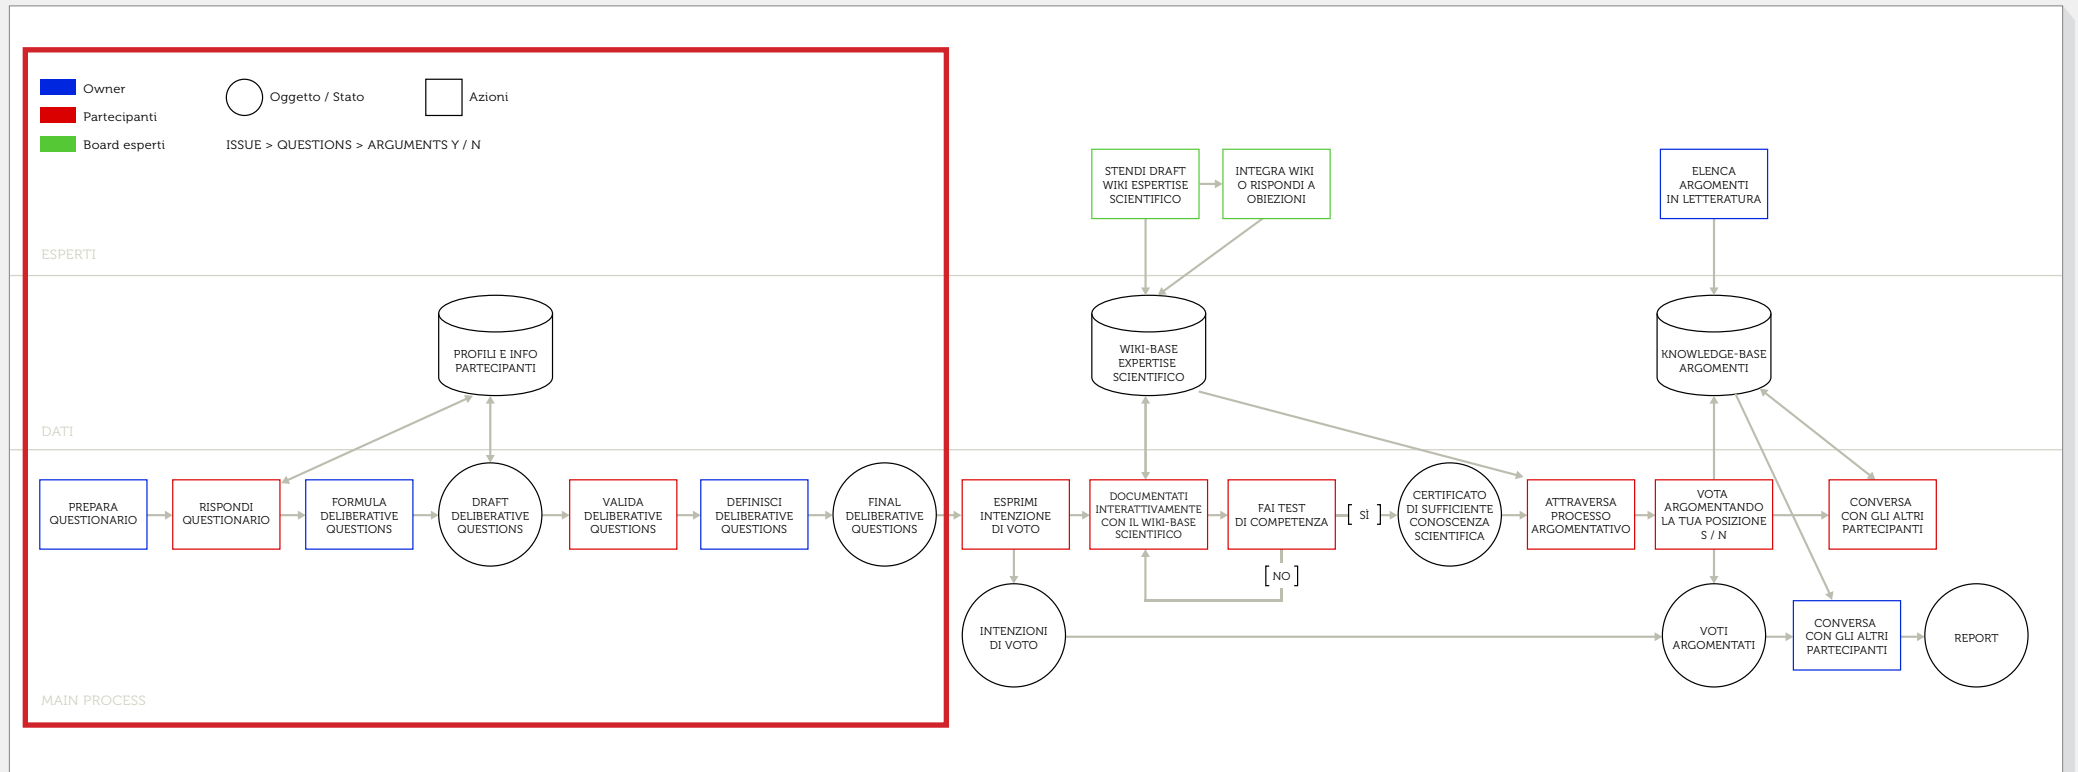 Owner
Partecipanti
Board esperti
Oggetto / Stato
Azioni
ISSUE > QUESTIONS > ARGUMENTS Y / N
STENDI DRAFT
WIKI ESPERTISE
SCIENTIFICO
INTEGRA WIKI
O RISPONDI A
OBIEZIONI
ELENCA
ARGOMENTI
IN LETTERATURA
ESPERTI
PROFILI E INFO
PARTECIPANTI
WIKI-BASE
EXPERTISE
SCIENTIFICO
KNOWLEDGE-BASE
ARGOMENTI
DATI
PREPARA
QUESTIONARIO
RISPONDI
QUESTIONARIO
FORMULA
DELIBERATIVE
QUESTIONS
DRAFT
DELIBERATIVE
QUESTIONS
VALIDA
DELIBERATIVE
QUESTIONS
DEFINISCI
DELIBERATIVE
QUESTIONS
FINAL
DELIBERATIVE
QUESTIONS
ESPRIMI
INTENZIONE
DI VOTO
DOCUMENTATI
INTERATTIVAMENTE
CON IL WIKI-BASE
SCIENTIFICO
FAI TEST
DI COMPETENZA
[ SÌ ]
CERTIFICATO
DI SUFFICIENTE
CONOSCENZA
SCIENTIFICA
ATTRAVERSA
PROCESSO
ARGOMENTATIVO
VOTA
ARGOMENTANDO
LA TUA POSIZIONE
S / N
CONVERSA
CON GLI ALTRI
PARTECIPANTI
[ NO ]
INTENZIONI
DI VOTO
VOTI
ARGOMENTATI
CONVERSA
CON GLI ALTRI
PARTECIPANTI
REPORT
MAIN PROCESS